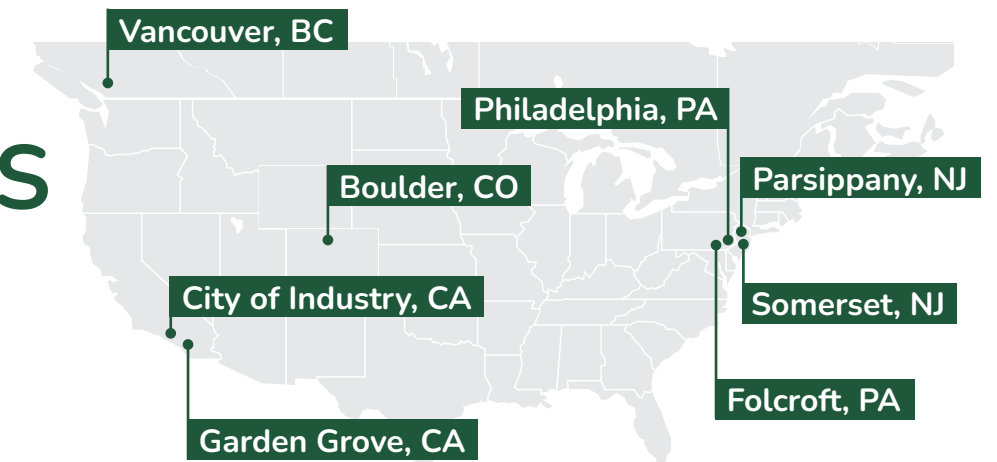 Vancouver, BC
Philadelphia, PA
S
Boulder, CO
Parsippany, NJ
City of Industry, CA
Somerset, NJ
Folcroft, PA
Garden Grove, CA